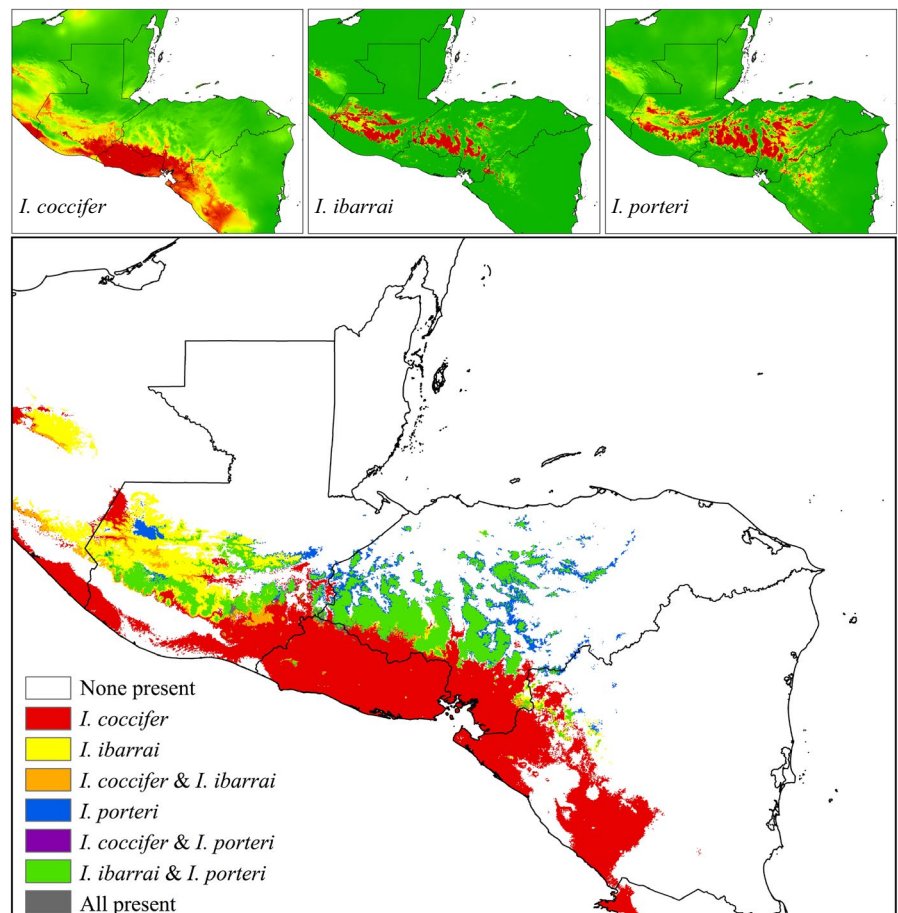 I. coccifer
I. ibarrai
I. porteri
None present
I. coccifer
I. ibarrai
I. coccifer & I. ibarrai
I. porteri
I. coccifer & I. porteri
I. ibarrai & I. porteri
All present